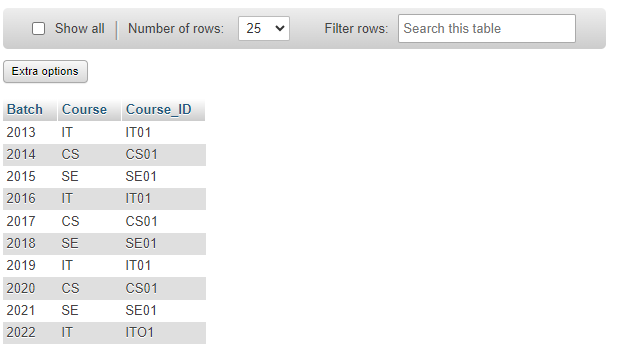 Show all Number of rows: 25 Filter rows: Search this table
Extra options
Batch Course Course_ID
2013 IT IT01
2014 CS CS01
2015 SE SE01
2016 IT IT01
2017 CS CS01
2018 SE SE01
2019 IT IT01
2020 CS CS01
2021 SE SE01
2022 IT ITO1